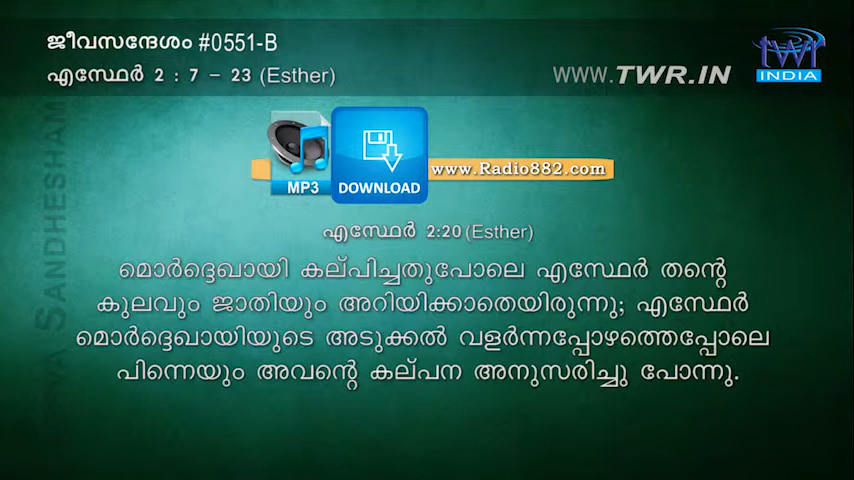 ജീവസന്ദേശം #0551-B
എസ്ഥേർ 2 : 7 – 23 (Esther)
WWW.TWR.IN
twr
INDIA
MP3
DOWNLOAD
www.Radio882.com
എസ്ഥേർ 2:20 (Esther)
മൊർദ്ദെഖായി കല്പിച്ചതുപോലെ എസ്ഥേർ തന്റെ
കുലവും ജാതിയും അറിയിക്കാതെയിരുന്നു; എസ്ഥേർ
മൊർദ്ദെഖായിയുടെ അടുക്കൽ വളർന്നപ്പോഴത്തെപ്പോലെ
പിന്നെയും അവന്റെ കല്പന അനുസരിച്ചു പോന്നു.
SANDHESHAM